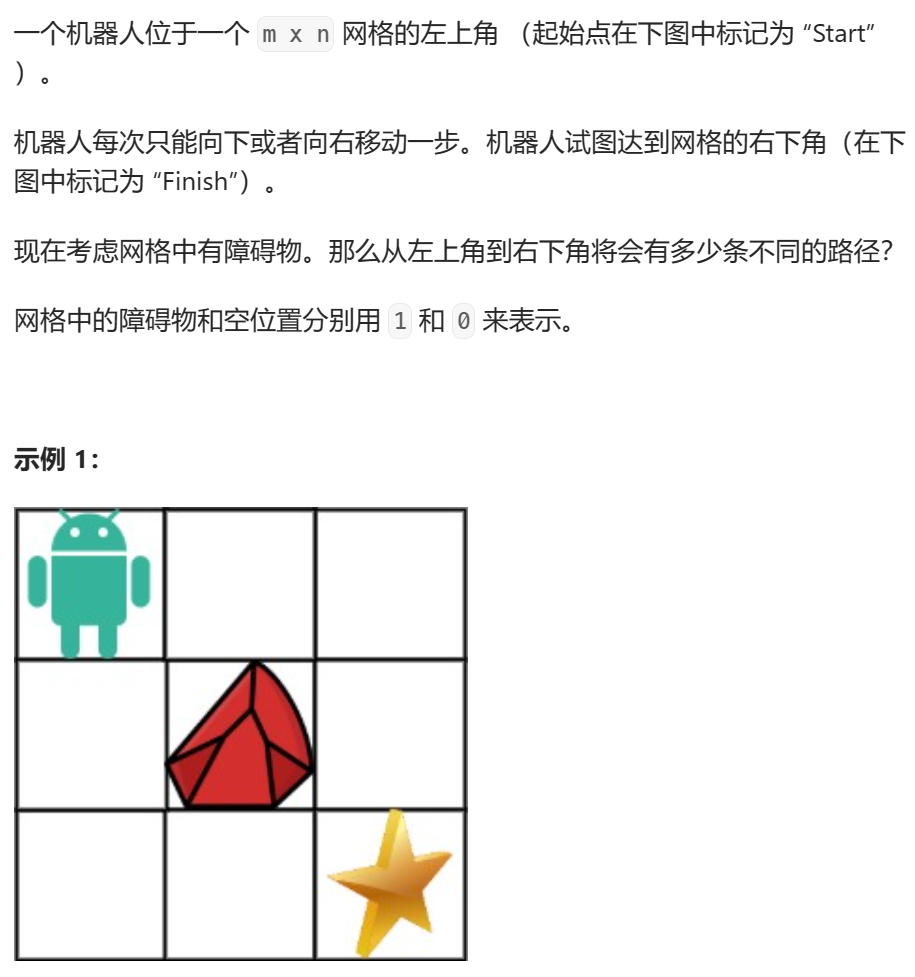 一个机器人位于一个 m x n 网格的左上角 （起始点在下图中标记为 “Start”
）。
机器人每次只能向下或者向右移动一步。机器人试图达到网格的右下角（在下
图中标记为 “Finish”）。
现在考虑网格中有障碍物。那么从左上角到右下角将会有多少条不同的路径？
网格中的障碍物和空位置分别用 1 和 0 来表示。
示例 1：